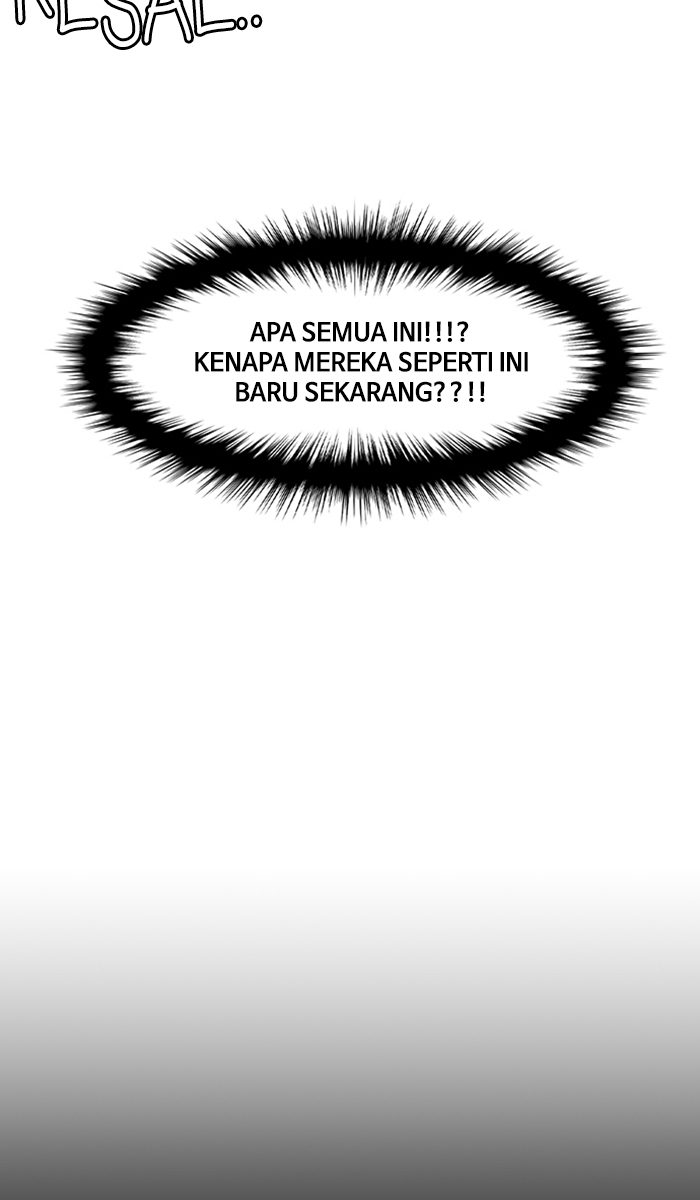 KESAL..
APA SEMUA INI!!!?
KENAPA MEREKA SEPERTI INI
BARU SEKARANG??!!